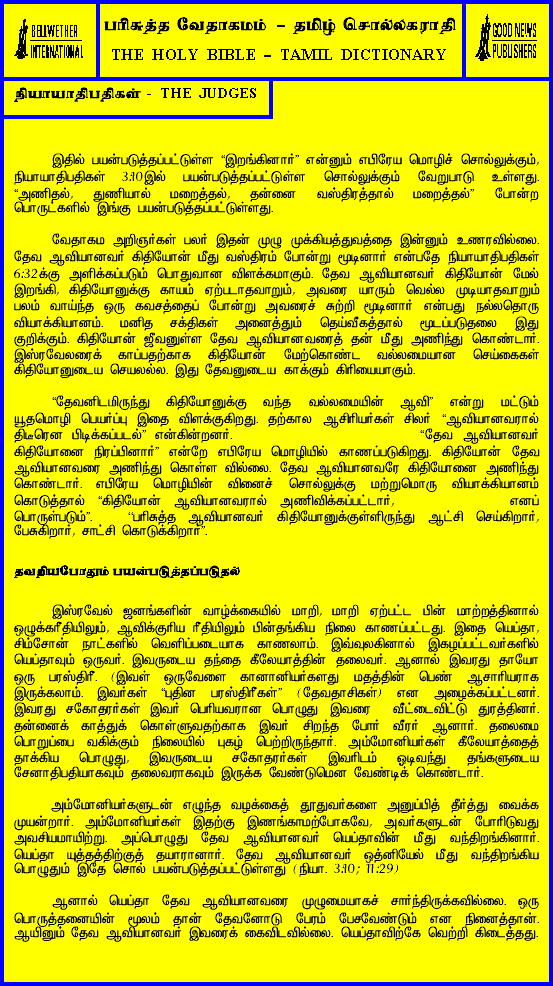 BELLWETHER
INTERNATIONAL
பரிசுத்த வேதாகமம் - தமிழ் சொல்லகராதி
THE HOLY BIBLE - TAMIL DICTIONARY
GOOD NEWS
PUBLISHERS
நியாயாதிபதிகள் - THE JUDGES
இதில் பயன்படுத்தப்பட்டுள்ள “இறங்கினார்” என்னும் எபிரேய மொழிச் சொல்லுக்கும்,
நியாயாதிபதிகள் 3:10இல் பயன்படுத்தப்பட்டுள்ள சொல்லுக்கும் வேறுபாடு உள்ளது.
“அணிதல், துணியால் மறைத்தல், தன்னை வஸ்திரத்தால் மறைத்தல்” போன்ற
பொருட்களில் இங்கு பயன்படுத்தப்பட்டுள்ளது.
வேதாகம அறிஞர்கள் பலர் இதன் முழு முக்கியத்துவத்தை இன்னும் உணரவில்லை.
தேவ ஆவியானவர் கிதியோன் மீது வஸ்திரம் போன்று மூடினார் என்பதே நியாயாதிபதிகள்
6:32க்கு அளிக்கப்படும் பொதுவான விளக்கமாகும். தேவ ஆவியானவர் கிதியோன் மேல்
இறங்கி, கிதியோனுக்கு காயம் ஏற்படாதவாறும், அவரை யாரும் வெல்ல முடியாதவாறும்
பலம் வாய்ந்த ஒரு கவசத்தைப் போன்று அவரைச் சுற்றி மூடினார் என்பது நல்லதொரு
வியாக்கியானம். மனித சக்திகள் அனைத்தும் தெய்வீகத்தால் மூடப்படுதலை இது
குறிக்கும். கிதியோன் ஜீவனுள்ள தேவ ஆவியானவரைத் தன் மீது அணிந்து கொண்டார்.
இஸ்ரவேலரைக் காப்பதற்காக கிதியோன் மேற்கொண்ட வல்லமையான செய்கைகள்
கிதியோனுடைய செயலல்ல. இது தேவனுடைய காக்கும் கிரியையாகும்.
“தேவனிடமிருந்து கிதியோனுக்கு வந்த வல்லமையின் ஆவி” என்று மட்டும்
யூதமொழி பெயர்ப்பு இதை விளக்குகிறது. தற்கால ஆசிரியர்கள் சிலர் “ஆவியானவரால்
திடீரென பிடிக்கப்படல்” என்கின்றனர். “தேவ ஆவியானவர்
கிதியோனை நிரப்பினார்” என்றே எபிரேய மொழியில் காணப்படுகிறது. கிதியோன் தேவ
ஆவியானவரை அணிந்து கொள்ள வில்லை. தேவ ஆவியானவரே கிதியோனை அணிந்து
கொண்டார். எபிரேய மொழியின் வினைச் சொல்லுக்கு மற்றுமொரு வியாக்கியானம்
கொடுத்தால் “கிதியோன் ஆவியானவரால் அணிவிக்கப்பட்டார், எனப்
பொருள்படும்”. “பரிசுத்த ஆவியானவர் கிதியோனுக்குள்ளிருந்து ஆட்சி செய்கிறார்,
பேசுகிறார், சாட்சி கொடுக்கிறார்”.
தவறியபோதும் பயன்படுத்தப்படுதல்
இஸ்ரவேல் ஜனங்களின் வாழ்க்கையில் மாறி, மாறி ஏற்பட்ட பின் மாற்றத்தினால்
ஒழுக்கரீதியிலும், ஆவிக்குரிய ரீதியிலும் பின்தங்கிய நிலை காணப்பட்டது. இதை யெப்தா,
சிம்சோன் நாட்களில் வெளிப்படையாக காணலாம். இவ்வுலகினால் இகழப்பட்டவர்களில்
யெப்தாவும் ஒருவர். இவருடைய தந்தை கீலேயாத்தின் தலைவர். ஆனால் இவரது தாயோ
ஒரு பரஸ்திரீ. (இவள் ஒருவேளை கானானியர்களது மதத்தின் பெண் ஆசாரியராக
இருக்கலாம். இவர்கள் “புதின பரஸ்திரீகள்” (தேவதாசிகள்) என அழைக்கப்பட்டனர்.
இவரது சகோதரர்கள் இவர் பெரியவரான பொழுது இவரை வீட்டைவிட்டு துரத்தினர்.
தன்னைக் காத்துக் கொள்ளுவதற்காக இவர் சிறந்த போர் வீரர் ஆனார். தலைமை
பொறுப்பை வகிக்கும் நிலையில் புகழ் பெற்றிருந்தார். அம்மோனியர்கள் கீலேயாத்தைத்
தாக்கிய பொழுது, இவருடைய சகோதரர்கள் இவரிடம் ஓடிவந்து தங்களுடைய
சேனாதிபதியாகவும் தலைவராகவும் இருக்க வேண்டுமென வேண்டிக் கொண்டார்.
அம்மோனியர்களுடன் எழுந்த வழக்கைத் தூதுவர்களை அனுப்பித் தீர்த்து வைக்க
முயன்றார். அம்மோனியர்கள் இதற்கு இணங்காமற்போகவே, அவர்களுடன் போரிடுவது
அவசியமாயிற்று. அப்பொழுது தேவ ஆவியானவர் யெப்தாவின் மீது வந்திறங்கினார்.
யெப்தா யுத்தத்திற்குத் தயாரானார். தேவ ஆவியானவர் ஒத்னியேல் மீது வந்திறங்கிய
பொழுதும் இதே சொல் பயன்படுத்தப்பட்டுள்ளது (நியா. 3:10; 11:29)
ஆனால் யெப்தா தேவ ஆவியானவரை முழுமையாகச் சார்ந்திருக்கவில்லை. ஒரு
பொருத்தனையின் மூலம் தான் தேவனோடு பேரம் பேசவேண்டும் என நினைத்தான்.
ஆயினும் தேவ ஆவியானவர் இவரைக் கைவிடவில்லை. யெப்தாவிற்கே வெற்றி கிடைத்தது.